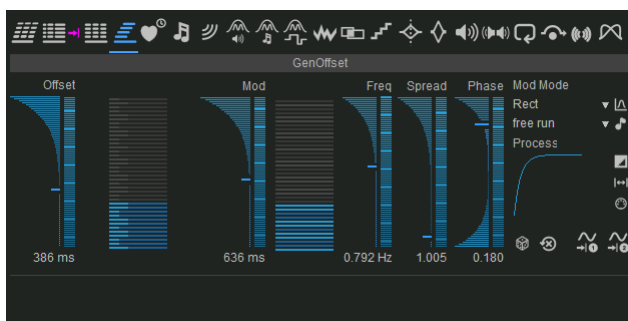 GenOffset
Offset Mod Freq Spread Phase Mod Mode
Rect
free run
Process
386 ms 636 ms 0.792 Hz 1.005 0.180